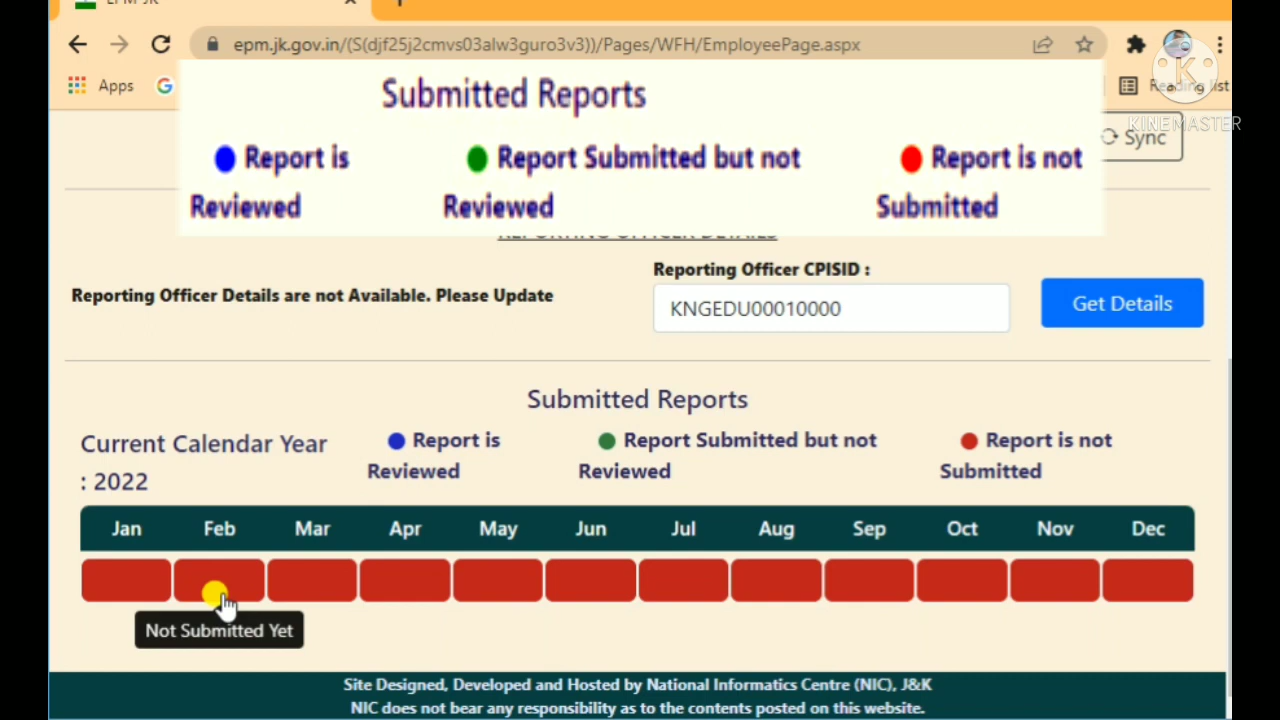 EPM-JK
epm.jk.gov.in/(S(djf25j2cmvs03alw3guro3v3))/Pages/WFH/EmployeePage.aspx
Apps
G
Reading list
K
KINEMASTER
Submitted Reports
Report is
Reviewed
Report Submitted but not
Reviewed
Report is not
Submitted
Sync
REPORTING OFFICER DETAILS
Reporting Officer Details are not Available. Please Update
Reporting Officer CPISID :
KNGEDU00010000
Get Details
Submitted Reports
Current Calendar Year
: 2022
Report is
Reviewed
Report Submitted but not
Reviewed
Report is not
Submitted
Jan Feb Mar Apr May Jun Jul Aug Sep Oct Nov Dec
Not Submitted Yet
Site Designed, Developed and Hosted by National Informatics Centre (NIC), J&K
NIC does not bear any responsibility as to the contents posted on this website.